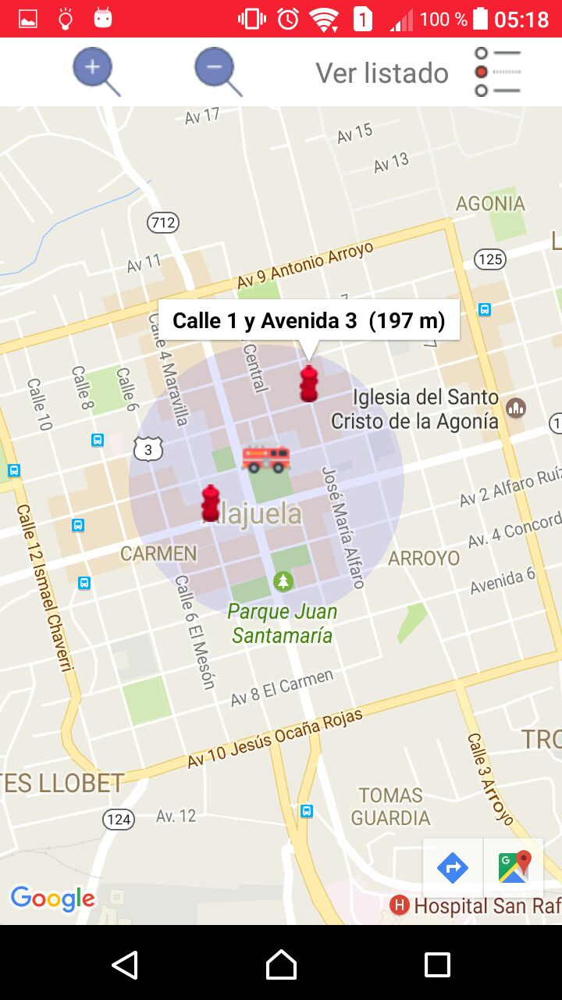 1
100 %
05:18
Ver listado
Av 17
Av 15
Av 13
AGONIA
712
125
Av 11
Av 9 Antonio Arroyo
Calle 1 y Avenida 3 (197 m)
Calle 4 Maravilla
Central
Calle 6
Calle 8
Calle 10
7
Iglesia del Santo
Cristo de la Agonía
3
Av 2 Alfaro Ruíz
José María Alfaro
Av. 4 Concord
CARMEN
ARROYO
Avenida 6
Calle 12 Ismael Chaverri
Calle 6 El Mesón
Parque Juan
Santamaría
Av 8 El Carmen
Av 10 Jesús Ocaña Rojas
TES LLOBET
TRO
Calle 3 Arroyo
TOMAS
GUARDIA
124
Av. 12
G
Google
H
Hospital San Raf